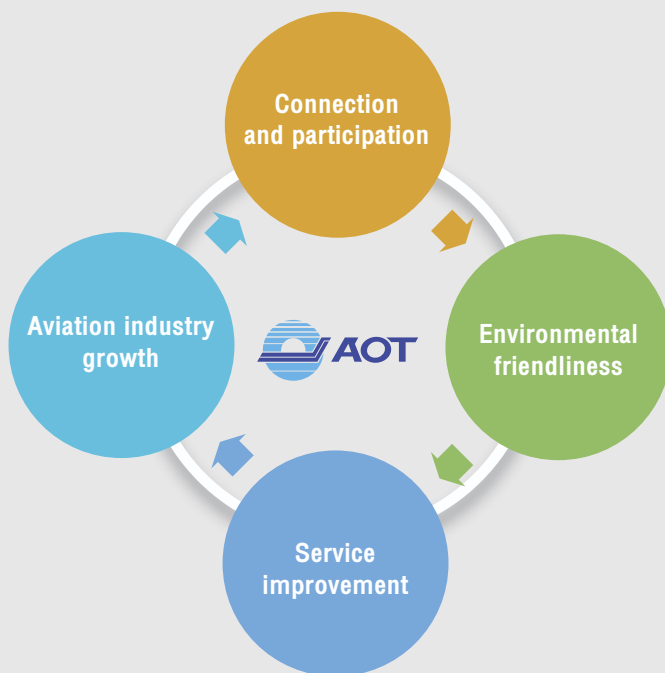 Connection
and participation
Aviation industry
growth
AOT
Environmental
friendliness
Service
improvement